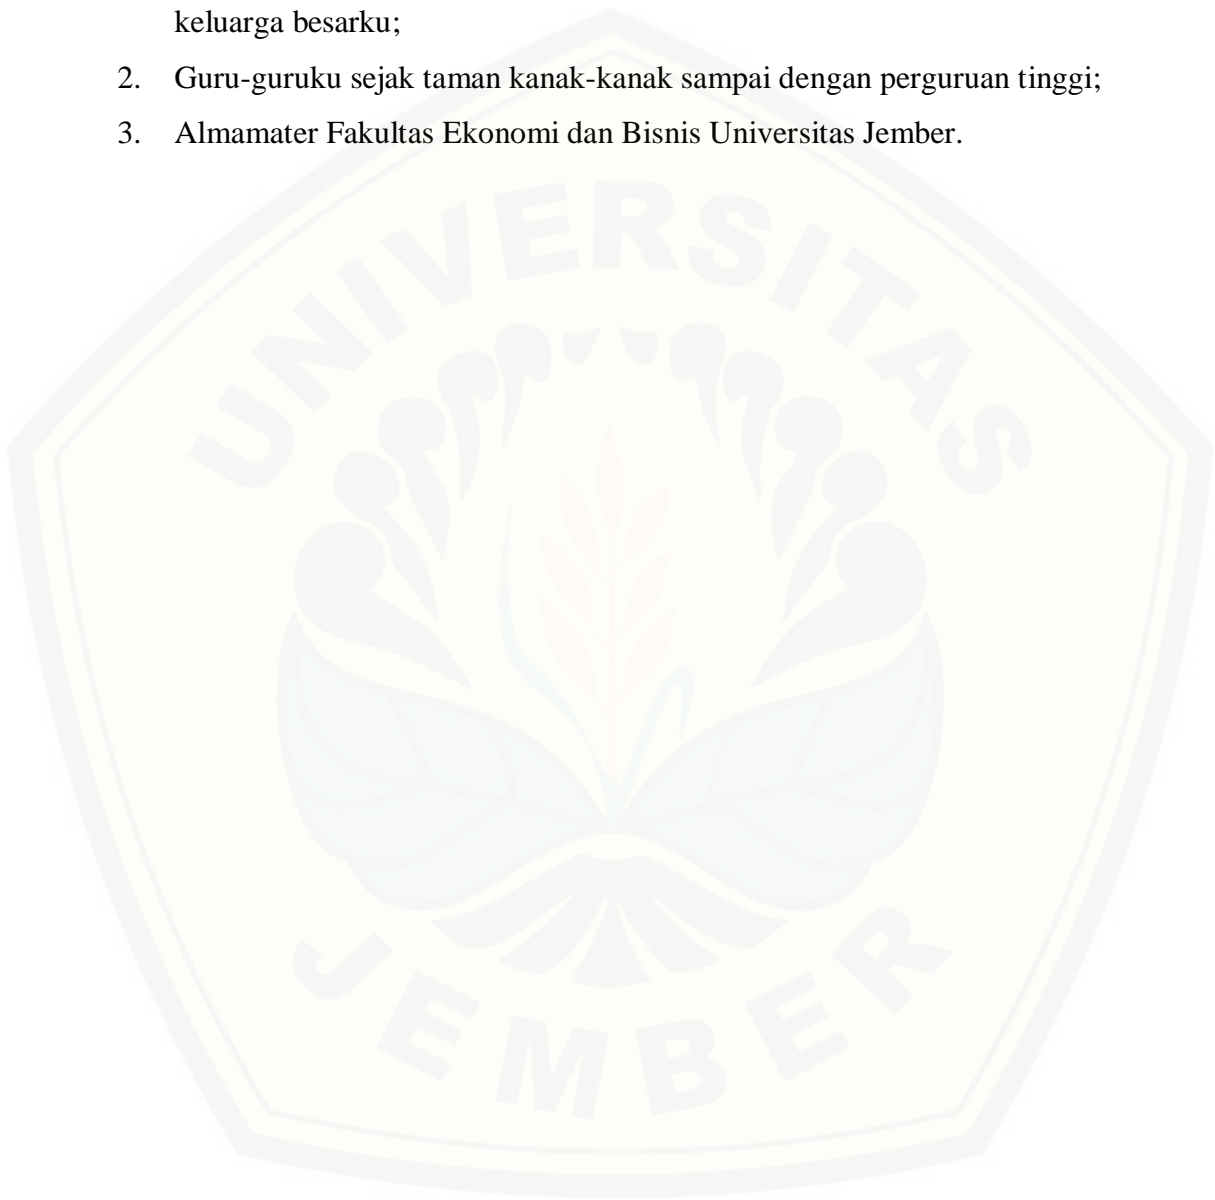 keluarga besarku;
2. Guru-guruku sejak taman kanak-kanak sampai dengan perguruan tinggi;
3. Almamater Fakultas Ekonomi dan Bisnis Universitas Jember.
UNIVERSITAS
JEMBER